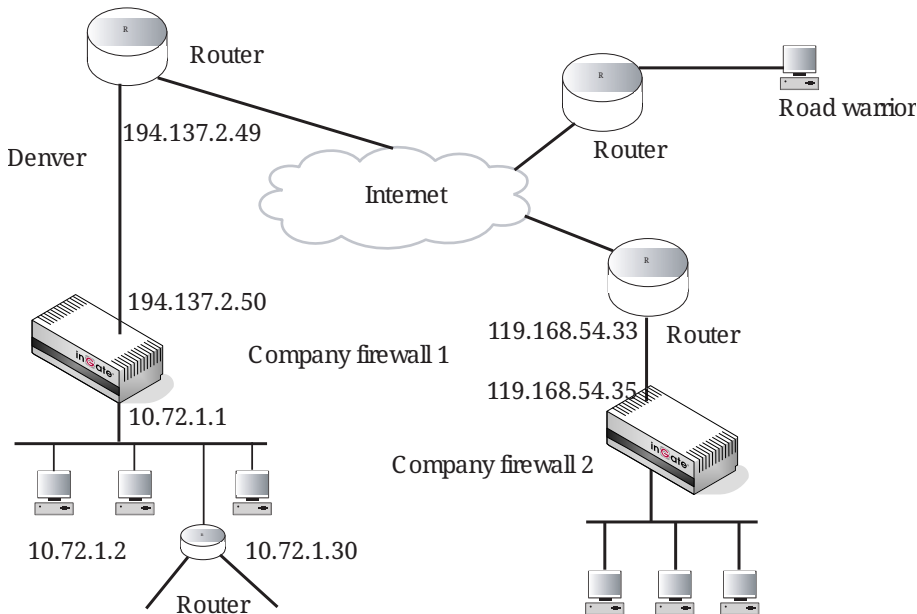 R
Router
R
Road warrior
194.137.2.49
Denver
Router
Internet
R
194.137.2.50
119.168.54.33
Router
Company firewall 1
inGate
119.168.54.35
10.72.1.1
inGate
Company firewall 2
10.72.1.2
R
10.72.1.30
Router